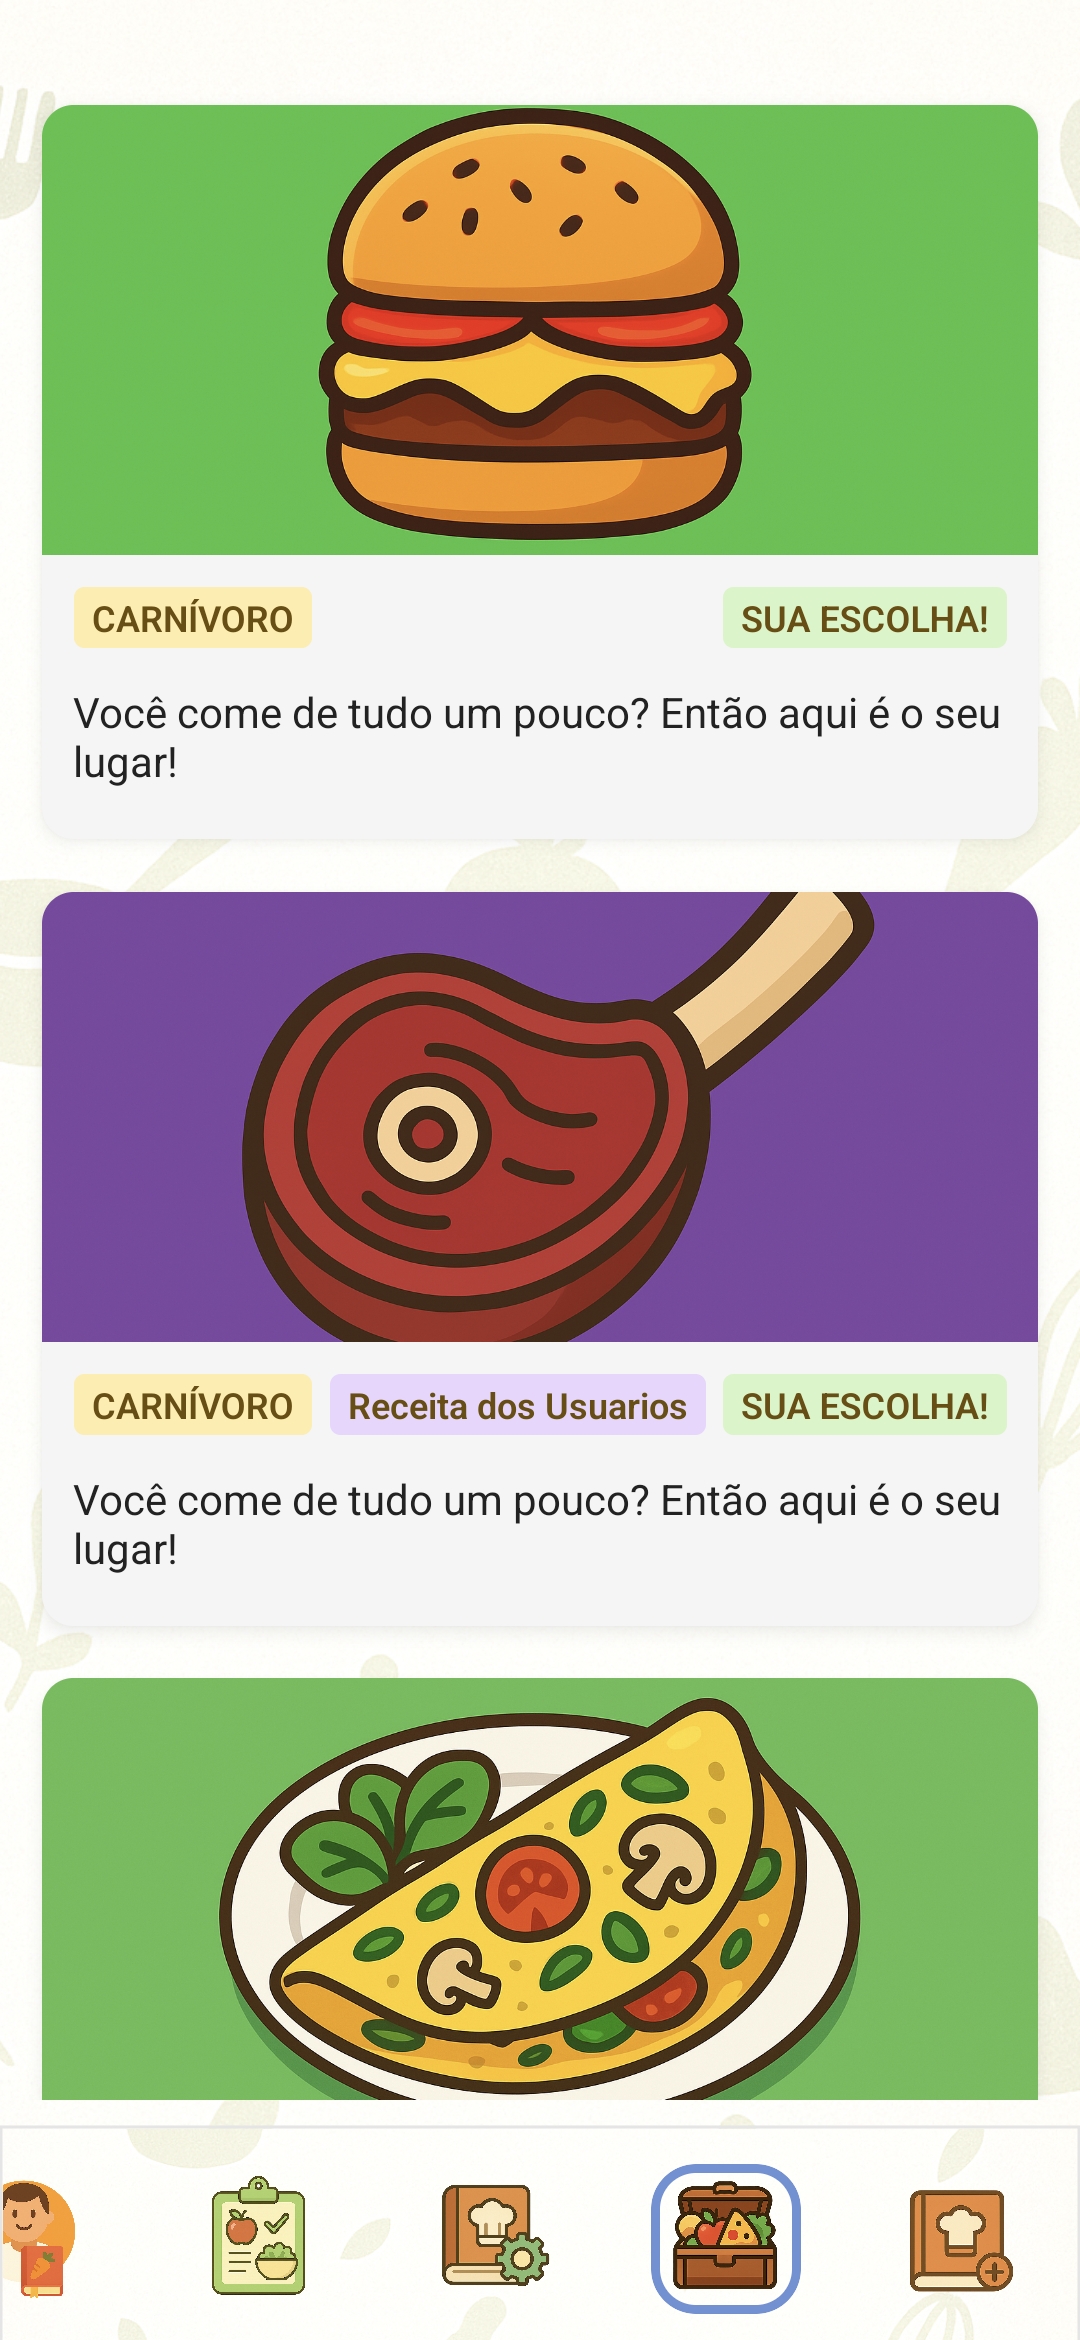 CARNÍVORO SUA ESCOLHA!
Você come de tudo um pouco? Então aqui é o seu
lugar!
CARNÍVORO Receita dos Usuarios SUA ESCOLHA!
Você come de tudo um pouco? Então aqui é o seu
lugar!